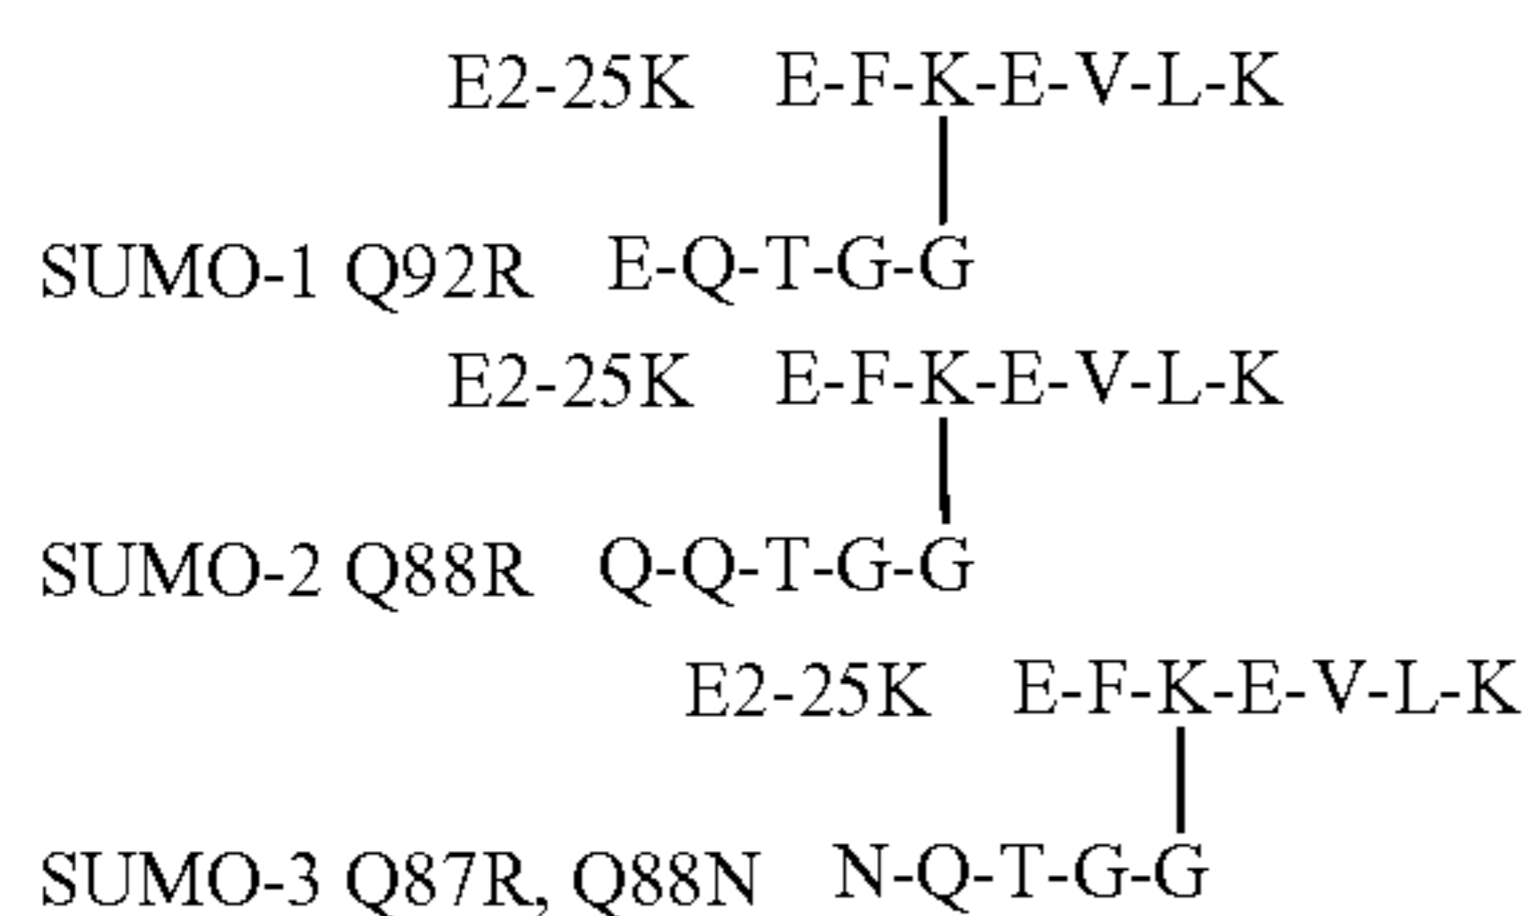 E2-25K E-F-K-E-V-L-K
SUMO-1 Q92R E-Q-T-G-G
E2-25K E-F-K-E-V-L-K
SUMO-2 Q88R Q-Q-T-G-G
E2-25K E-F-K-E-V-L-K
SUMO-3 Q87R, Q88N N-Q-T-G-G